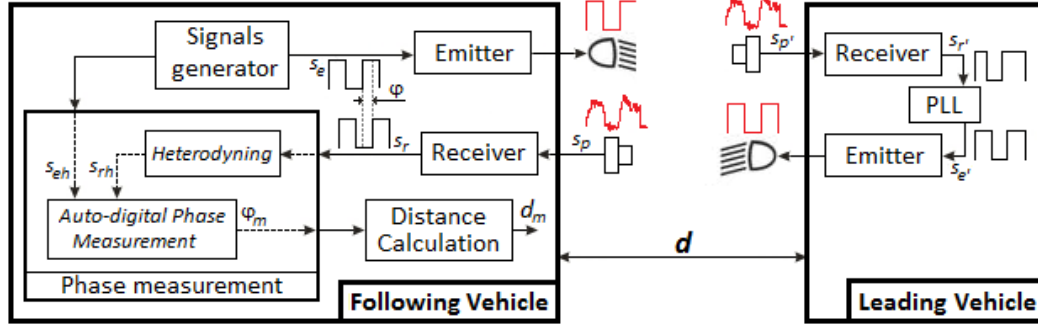 Signals
generator
s_e
Emitter
φ
s_r
Receiver
s_p
Heterodyning
s_eh
s_rh
Auto-digital Phase
Measurement
φ_m
Distance
Calculation
d_m
Phase measurement
Following Vehicle
d
s_p'
Receiver
s_r'
PLL
Emitter
s_e'
Leading Vehicle